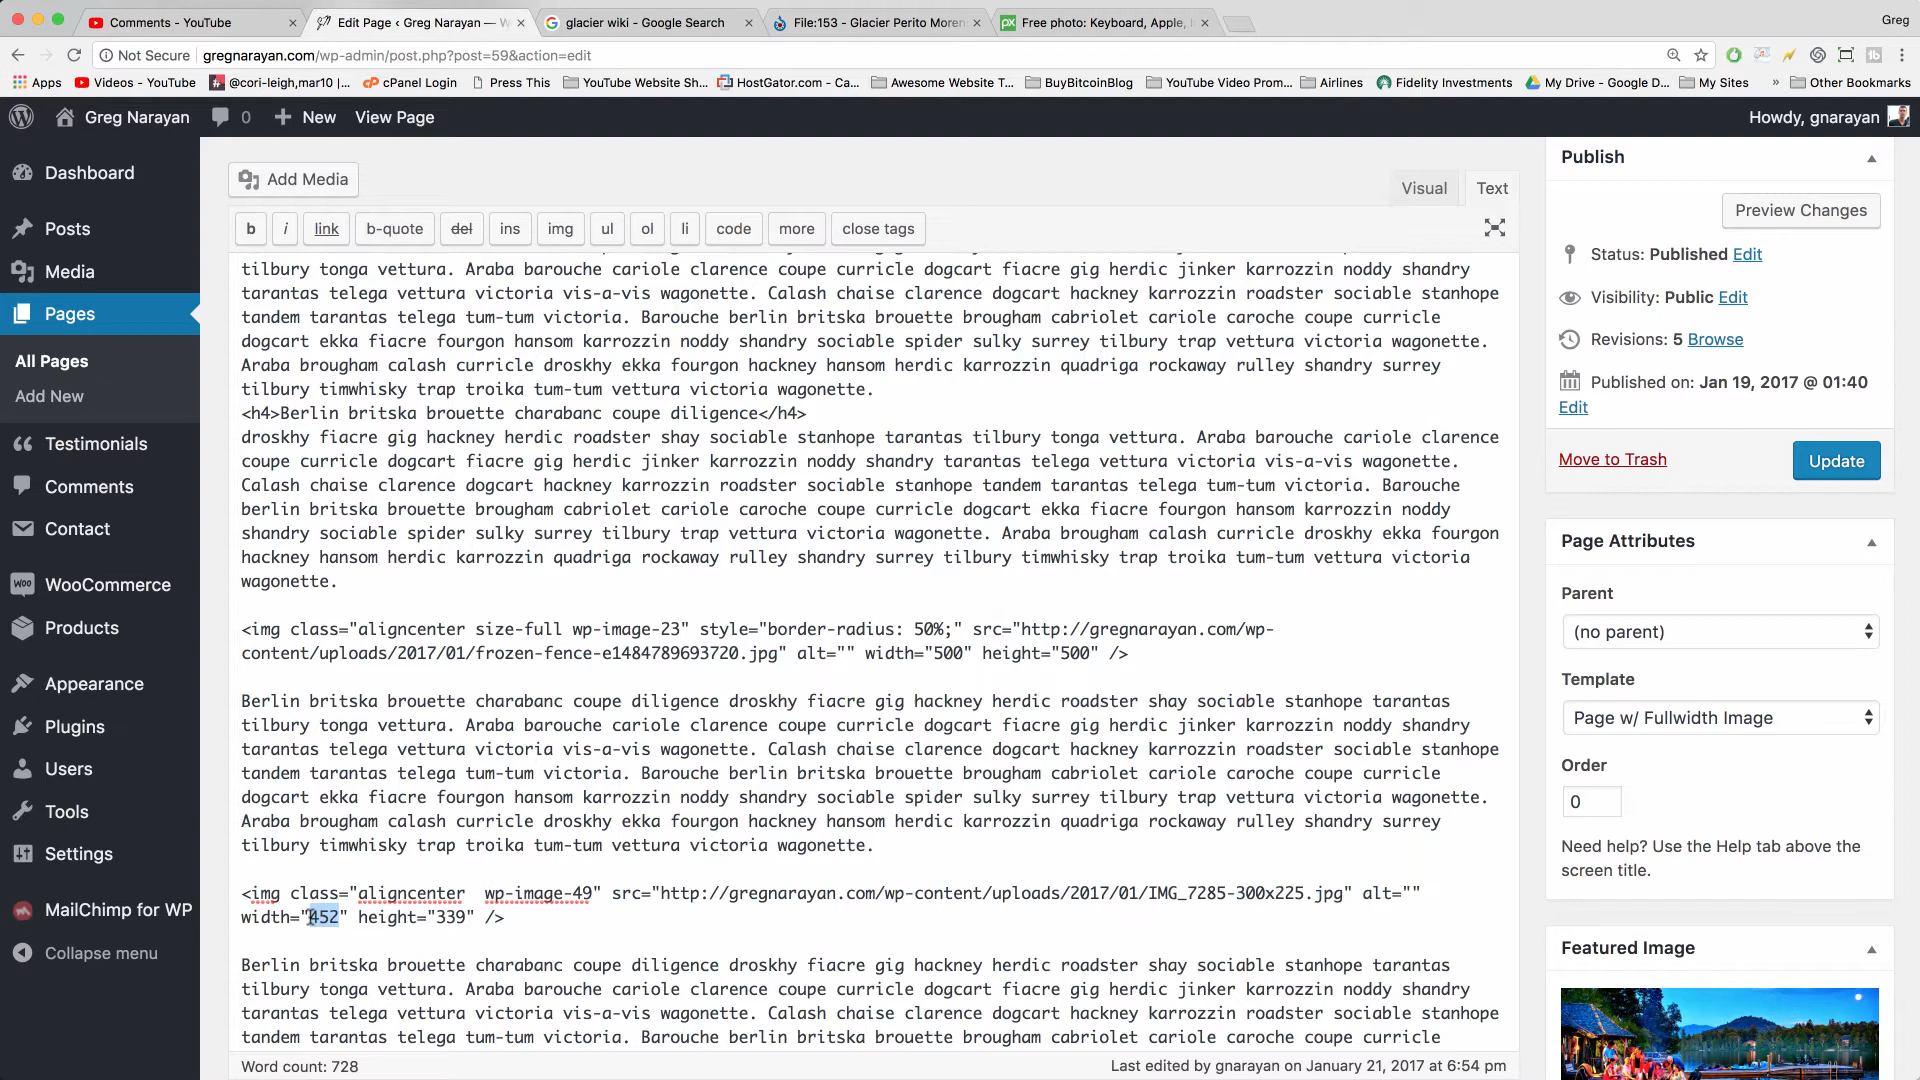 Comments - YouTube
Edit Page ‹ Greg Narayan — W
glacier wiki - Google Search
File:153 - Glacier Perito Moren
Free photo: Keyboard, Apple, I
Greg
Not Secure gregnarayan.com/wp-admin/post.php?post=59&action=edit
Apps
Videos - YouTube
@cori-leigh,mar10 |...
cPanel Login
Press This
YouTube Website Sh...
HostGator.com - Ca...
Awesome Website T...
BuyBitcoinBlog
YouTube Video Prom...
Airlines
Fidelity Investments
My Drive - Google D...
My Sites
»
Other Bookmarks
Greg Narayan
0
New
View Page
Howdy, gnarayan
Dashboard
Posts
Media
Pages
All Pages
Add New
Testimonials
Comments
Contact
WooCommerce
Products
Appearance
Plugins
Users
Tools
Settings
MailChimp for WP
Collapse menu
Add Media
Visual
Text
b
i
link
b-quote
del
ins
img
ul
ol
li
code
more
close tags
tilbury tonga vettura. Araba barouche cariole clarence coupe curricle dogcart fiacre gig herdic jinker karrozzin noddy shandry
tarantas telega vettura victoria vis-a-vis wagonette. Calash chaise clarence dogcart hackney karrozzin roadster sociable stanhope
tandem tarantas telega tum-tum victoria. Barouche berlin britska brouette brougham cabriolet cariole caroche coupe curricle
dogcart ekka fiacre fourgon hansom karrozzin noddy shandry sociable spider sulky surrey tilbury trap vettura victoria wagonette.
Araba brougham calash curricle droskhy ekka fourgon hackney hansom herdic karrozzin quadriga rockaway rulley shandry surrey
tilbury timwhisky trap troika tum-tum vettura victoria wagonette.
<h4>Berlin britska brouette charabanc coupe diligence</h4>
droskhy fiacre gig hackney herdic roadster shay sociable stanhope tarantas tilbury tonga vettura. Araba barouche cariole clarence
coupe curricle dogcart fiacre gig herdic jinker karrozzin noddy shandry tarantas telega vettura victoria vis-a-vis wagonette.
Calash chaise clarence dogcart hackney karrozzin roadster sociable stanhope tandem tarantas telega tum-tum victoria. Barouche
berlin britska brouette brougham cabriolet cariole caroche coupe curricle dogcart ekka fiacre fourgon hansom karrozzin noddy
shandry sociable spider sulky surrey tilbury trap vettura victoria wagonette. Araba brougham calash curricle droskhy ekka fourgon
hackney hansom herdic karrozzin quadriga rockaway rulley shandry surrey tilbury timwhisky trap troika tum-tum vettura victoria
wagonette.
<img class="aligncenter size-full wp-image-23" style="border-radius: 50%;" src="http://gregnarayan.com/wp-
content/uploads/2017/01/frozen-fence-e1484789693720.jpg" alt="" width="500" height="500" />
Berlin britska brouette charabanc coupe diligence droskhy fiacre gig hackney herdic roadster shay sociable stanhope tarantas
tilbury tonga vettura. Araba barouche cariole clarence coupe curricle dogcart fiacre gig herdic jinker karrozzin noddy shandry
tarantas telega vettura victoria vis-a-vis wagonette. Calash chaise clarence dogcart hackney karrozzin roadster sociable stanhope
tandem tarantas telega tum-tum victoria. Barouche berlin britska brouette brougham cabriolet cariole caroche coupe curricle
dogcart ekka fiacre fourgon hansom karrozzin noddy shandry sociable spider sulky surrey tilbury trap vettura victoria wagonette.
Araba brougham calash curricle droskhy ekka fourgon hackney hansom herdic karrozzin quadriga rockaway rulley shandry surrey
tilbury timwhisky trap troika tum-tum vettura victoria wagonette.
<img class="aligncenter  wp-image-49" src="http://gregnarayan.com/wp-content/uploads/2017/01/IMG_7285-300x225.jpg" alt=""
width="452" height="339" />
Berlin britska brouette charabanc coupe diligence droskhy fiacre gig hackney herdic roadster shay sociable stanhope tarantas
tilbury tonga vettura. Araba barouche cariole clarence coupe curricle dogcart fiacre gig herdic jinker karrozzin noddy shandry
tarantas telega vettura victoria vis-a-vis wagonette. Calash chaise clarence dogcart hackney karrozzin roadster sociable stanhope
tandem tarantas telega tum-tum victoria. Barouche berlin britska brouette brougham cabriolet cariole caroche coupe curricle
Word count: 728
Last edited by gnarayan on January 21, 2017 at 6:54 pm
Publish
Preview Changes
Status: Published Edit
Visibility: Public Edit
Revisions: 5 Browse
Published on: Jan 19, 2017 @ 01:40
Edit
Move to Trash
Update
Page Attributes
Parent
(no parent)
Template
Page w/ Fullwidth Image
Order
0
Need help? Use the Help tab above the
screen title.
Featured Image